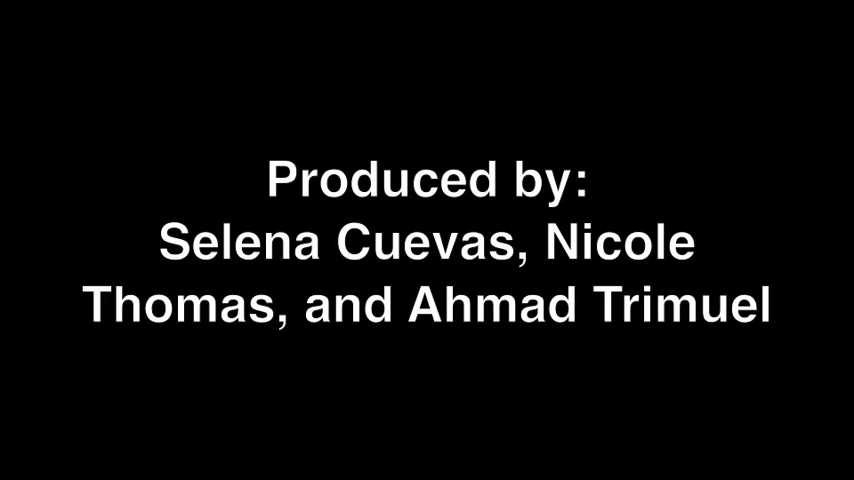 Produced by:
Selena Cuevas, Nicole
Thomas, and Ahmad Trimuel